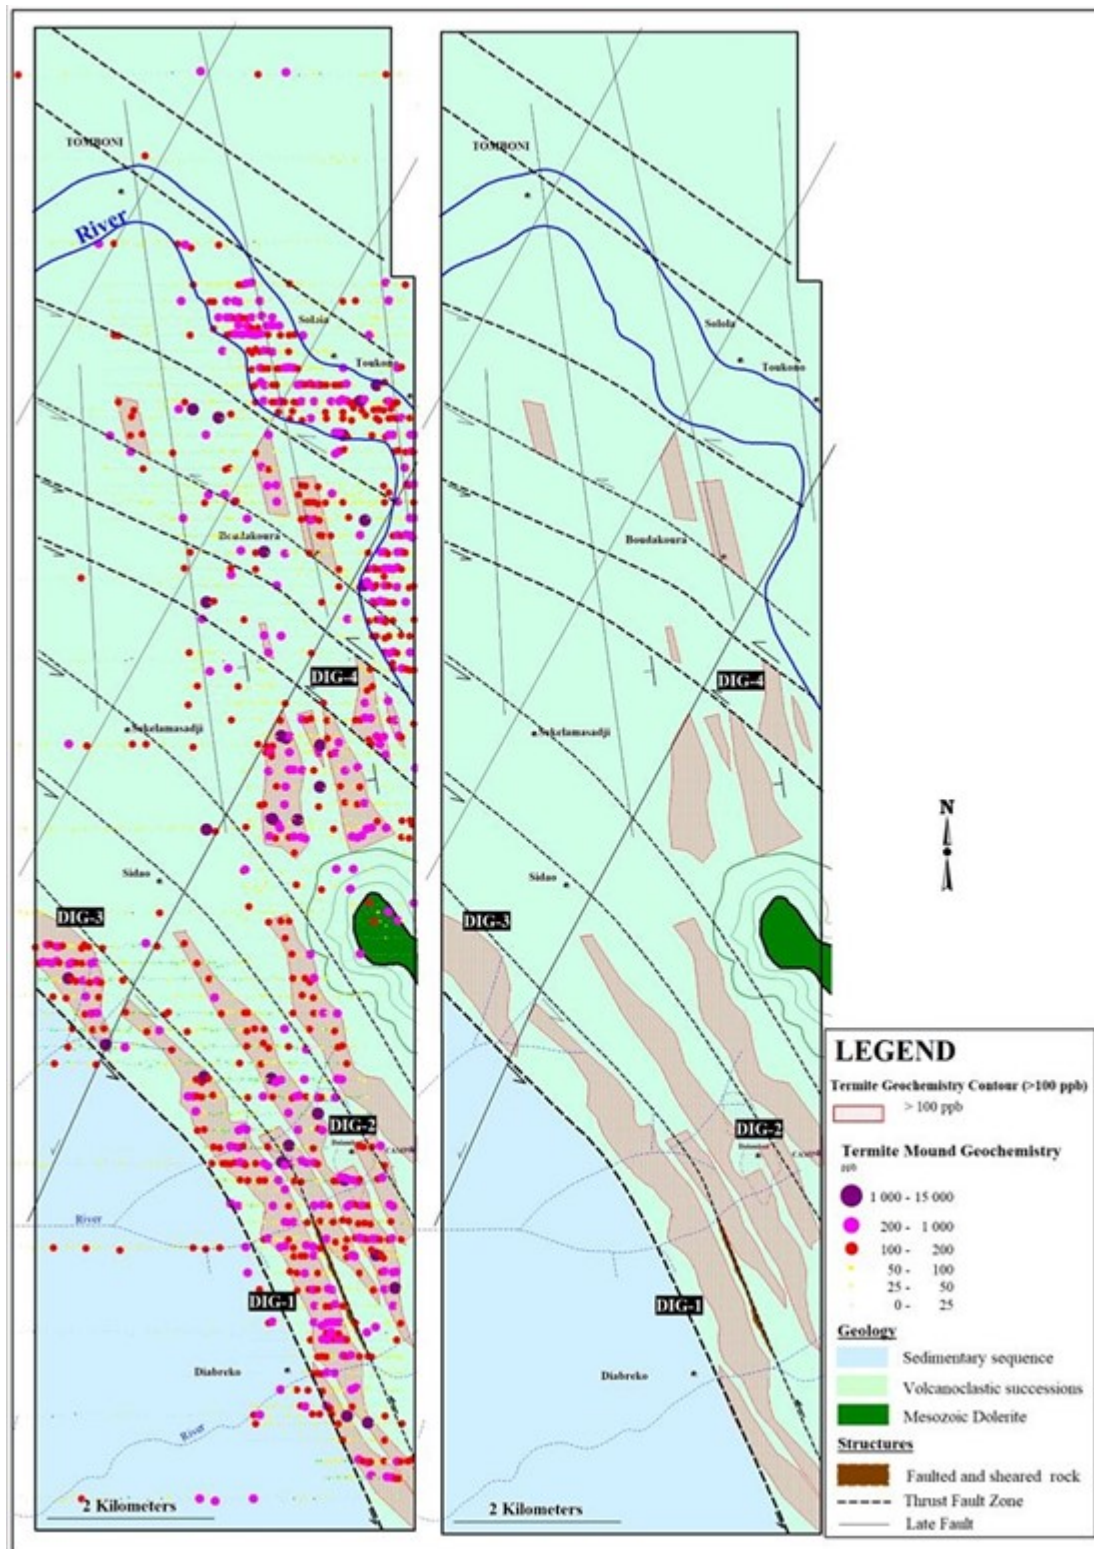 TOMBONI
River
Solola
Toukono
Boudakoura
DIG-4
Sekelamasadji
Sidao
DIG-3
DIG-2
CAMP
River
DIG-1
Diabreko
River
2 Kilometers
TOMBONI
Solola
Toukono
Boudakoura
DIG-4
Sekelamasadji
Sidao
DIG-3
DIG-2
CAMP
DIG-1
Diabreko
2 Kilometers
N
LEGEND
Termite Geochemistry Contour (>100 ppb)
> 100 ppb
Termite Mound Geochemistry
ppb
1 000 - 15 000
200 - 1 000
100 - 200
50 - 100
25 - 50
0 - 25
Geology
Sedimentary sequence
Volcanoclastic successions
Mesozoic Dolerite
Structures
Faulted and sheared rock
Thrust Fault Zone
Late Fault